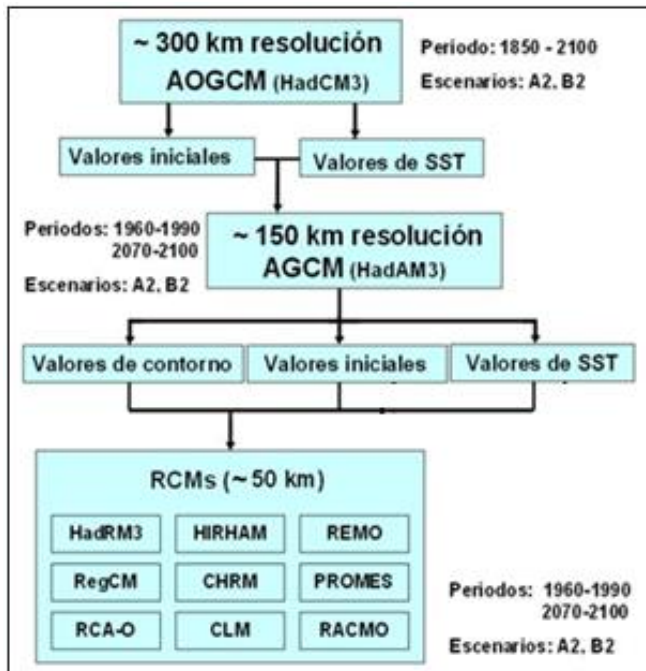 ~ 300 km resolución
AOGCM (HadCM3)
Periodo: 1850 - 2100
Escenarios: A2, B2
Valores iniciales
Valores de SST
Periodos: 1960-1990
2070-2100
Escenarios: A2, B2
~ 150 km resolución
AGCM (HadAM3)
Valores de contorno
Valores iniciales
Valores de SST
RCMs (~ 50 km)
HadRM3
HIRHAM
REMO
RegCM
CHRM
PROMES
RCA-O
CLM
RACMO
Periodos: 1960-1990
2070-2100
Escenarios: A2, B2